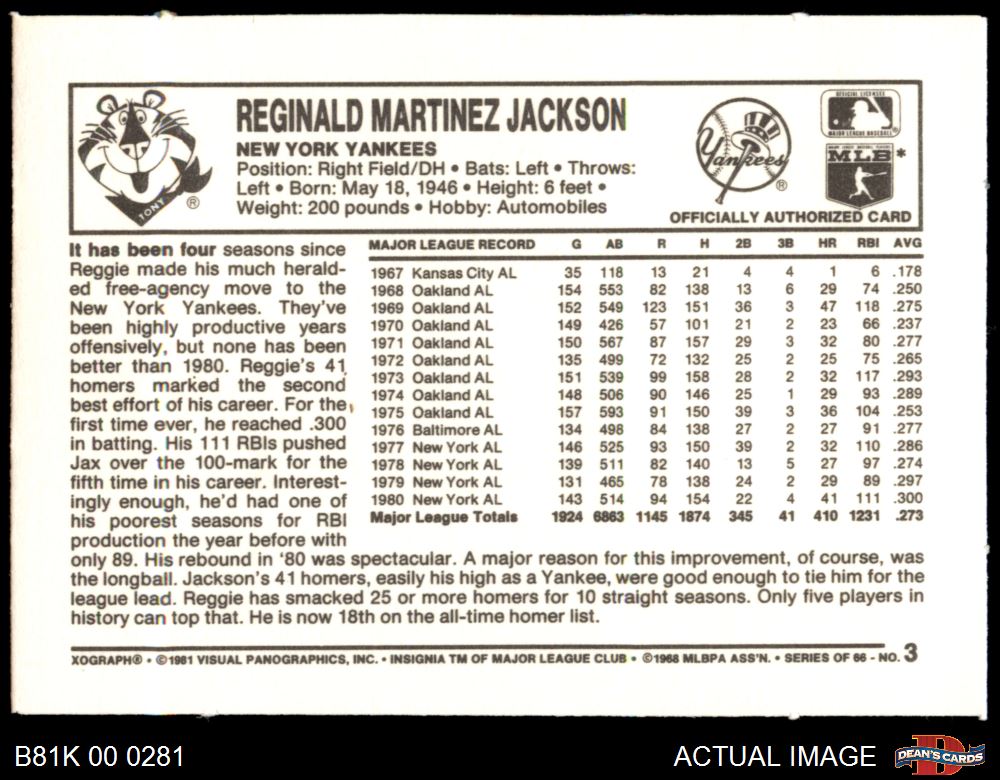 REGINALD MARTINEZ JACKSON
NEW YORK YANKEES
Position: Right Field/DH • Bats: Left • Throws:
Left • Born: May 18, 1946 • Height: 6 feet •
Weight: 200 pounds • Hobby: Automobiles
TONY ®
Yankees ®
OFFICIAL LICENSEE
MAJOR LEAGUE BASEBALL®
MLB *
OFFICIALLY AUTHORIZED CARD
It has been four seasons since
Reggie made his much herald-
ed free-agency move to the
New York Yankees. They've
been highly productive years
offensively, but none has been
better than 1980. Reggie's 41
homers marked the second
best effort of his career. For the
first time ever, he reached .300
in batting. His 111 RBIs pushed
Jax over the 100-mark for the
fifth time in his career. Interest-
ingly enough, he'd had one of
his poorest seasons for RBI
production the year before with
only 89. His rebound in '80 was spectacular. A major reason for this improvement, of course, was
the longball. Jackson's 41 homers, easily his high as a Yankee, were good enough to tie him for the
league lead. Reggie has smacked 25 or more homers for 10 straight seasons. Only five players in
history can top that. He is now 18th on the all-time homer list.
MAJOR LEAGUE RECORD G AB R H 2B 3B HR RBI AVG
1967 Kansas City AL 35 118 13 21 4 4 1 6 .178
1968 Oakland AL 154 553 82 138 13 6 29 74 .250
1969 Oakland AL 152 549 123 151 36 3 47 118 .275
1970 Oakland AL 149 426 57 101 21 2 23 66 .237
1971 Oakland AL 150 567 87 157 29 3 32 80 .277
1972 Oakland AL 135 499 72 132 25 2 25 75 .265
1973 Oakland AL 151 539 99 158 28 2 32 117 .293
1974 Oakland AL 148 506 90 146 25 1 29 93 .289
1975 Oakland AL 157 593 91 150 39 3 36 104 .253
1976 Baltimore AL 134 498 84 138 27 2 27 91 .277
1977 New York AL 146 525 93 150 39 2 32 110 .286
1978 New York AL 139 511 82 140 13 5 27 97 .274
1979 New York AL 131 465 78 138 24 2 29 89 .297
1980 New York AL 143 514 94 154 22 4 41 111 .300
Major League Totals 1924 6863 1145 1874 345 41 410 1231 .273
XOGRAPH® • ©1981 VISUAL PANOGRAPHICS, INC. • INSIGNIA TM OF MAJOR LEAGUE CLUB • ©1968 MLBPA ASS'N. • SERIES OF 66 - NO. 3
B81K 00 0281
ACTUAL IMAGE
DEAN'S CARDS